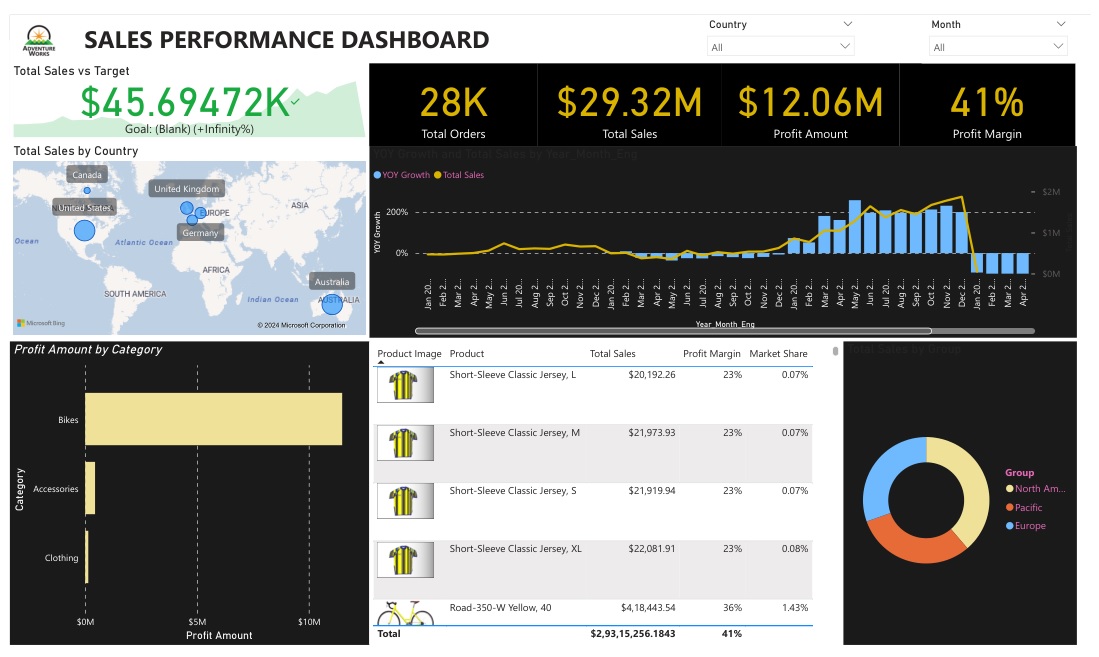 ADVENTURE
WORKS
SALES PERFORMANCE DASHBOARD
Country
All
Month
All
Total Sales vs Target
$45.69472K
Goal: (Blank) (+Infinity%)
28K
Total Orders
$29.32M
Total Sales
$12.06M
Profit Amount
41%
Profit Margin
Total Sales by Country
Canada
United States
United Kingdom
Germany
Australia
EUROPE
ASIA
AFRICA
SOUTH AMERICA
AUSTRALIA
Ocean
Atlantic Ocean
Indian Ocean
Microsoft Bing
© 2024 Microsoft Corporation
YOY Growth and Total Sales by Year_Month_Eng
YOY Growth Total Sales
YOY Growth
200%
0%
$2M
$1M
$0M
Jan 20... Feb 2... Mar 2... Apr 2... May 2... Jun 2... Jul 20... Aug 2... Sep 2... Oct 2... Nov 2... Dec 2... Jan 20... Feb 2... Mar 2... Apr 2... May 2... Jun 2... Jul 20... Aug 2... Sep 2... Oct 2... Nov 2... Dec 2... Jan 20... Feb 2... Mar 2... Apr 2... May 2... Jun 2... Jul 20... Aug 2... Sep 2... Oct 2... Nov 2... Dec 2... Jan 20... Feb 2... Mar 2... Apr 2...
Year_Month_Eng
Profit Amount by Category
Category
Bikes
Accessories
Clothing
$0M $5M $10M
Profit Amount
Product Image Product Total Sales Profit Margin Market Share
Short-Sleeve Classic Jersey, L $20,192.26 23% 0.07%
Short-Sleeve Classic Jersey, M $21,973.93 23% 0.07%
Short-Sleeve Classic Jersey, S $21,919.94 23% 0.07%
Short-Sleeve Classic Jersey, XL $22,081.91 23% 0.08%
Road-350-W Yellow, 40 $4,18,443.54 36% 1.43%
Total $2,93,15,256.1843 41%
Total Sales by Group
Group
North Am...
Pacific
Europe